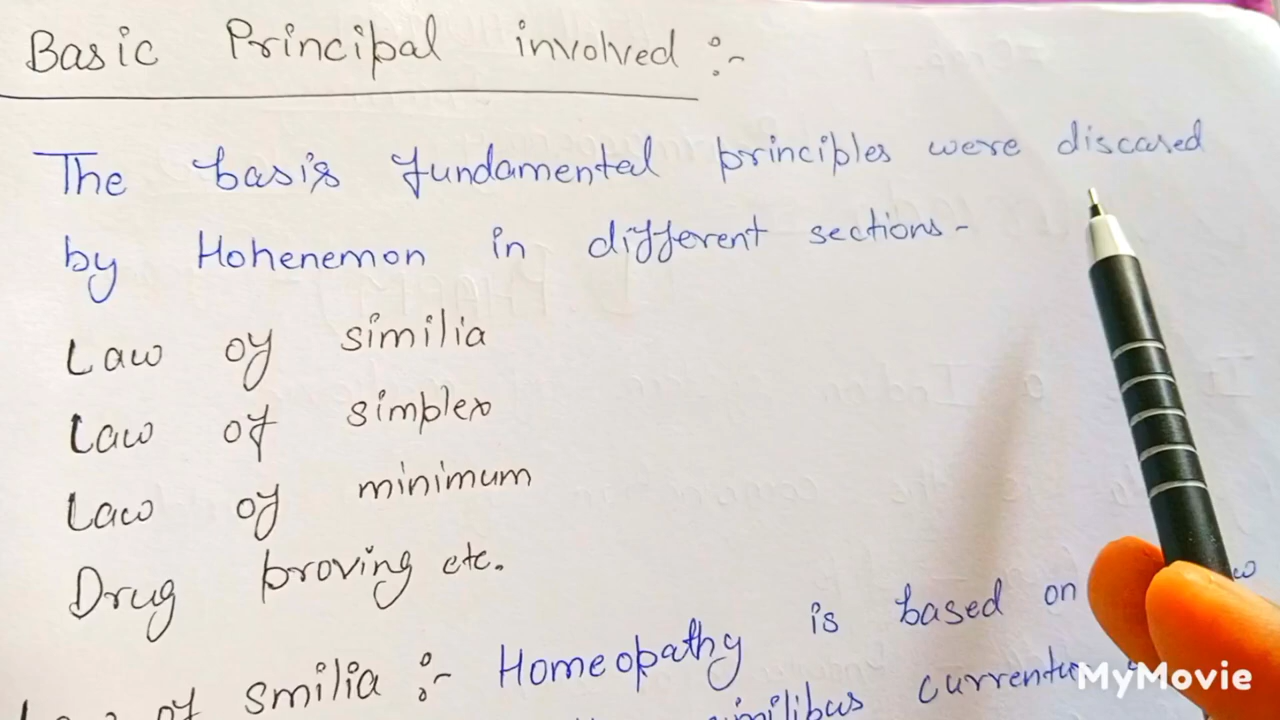 Basic Principal involved :-
The basis fundamental principles were discased
by Hohenemon in different sections-
Law of similia
Law of simplex
Law of minimum
Drug proving etc.
of smilia :- Homeopathy is based on
similibus
MyMovie